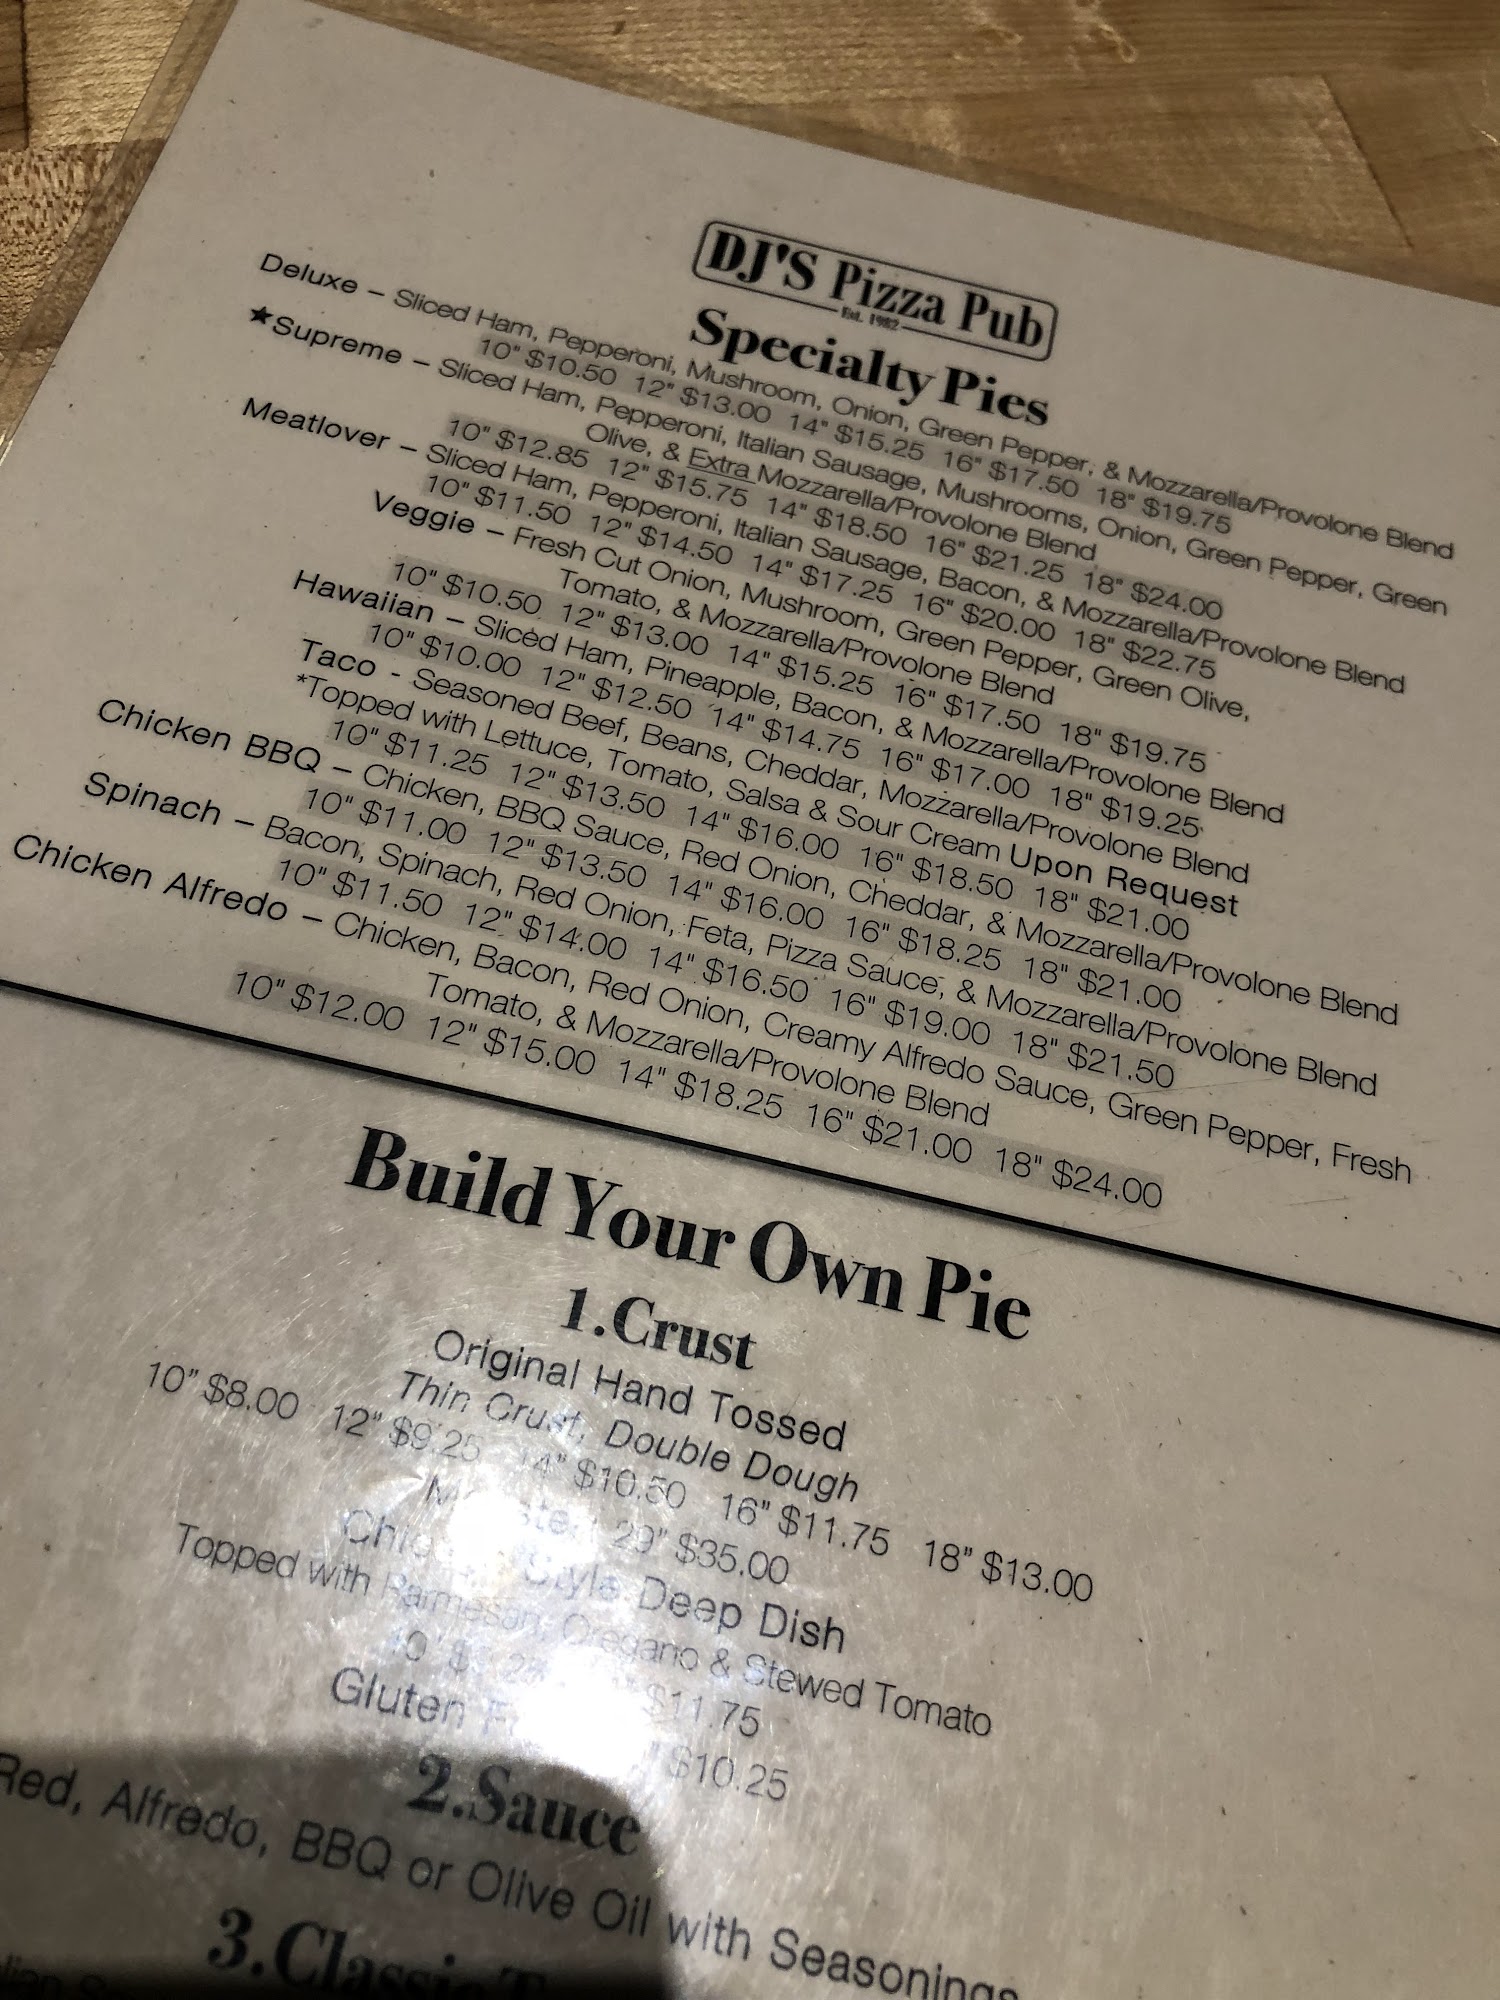 DJ'S Pizza Pub
Est. 1982
Specialty Pies
Deluxe – Sliced Ham, Pepperoni, Mushroom, Onion, Green Pepper, & Mozzarella/Provolone Blend
10" $10.50 12" $13.00 14" $15.25 16" $17.50 18" $19.75
★Supreme – Sliced Ham, Pepperoni, Italian Sausage, Mushrooms, Onion, Green Pepper, Green
Olive, & Extra Mozzarella/Provolone Blend
10" $12.85 12" $15.75 14" $18.50 16" $21.25 18" $24.00
Meatlover – Sliced Ham, Pepperoni, Italian Sausage, Bacon, & Mozzarella/Provolone Blend
10" $11.50 12" $14.50 14" $17.25 16" $20.00 18" $22.75
Veggie – Fresh Cut Onion, Mushroom, Green Pepper, Green Olive,
Tomato, & Mozzarella/Provolone Blend
10" $10.50 12" $13.00 14" $15.25 16" $17.50 18" $19.75
Hawaiian – Sliced Ham, Pineapple, Bacon, & Mozzarella/Provolone Blend
10" $10.00 12" $12.50 14" $14.75 16" $17.00 18" $19.25
Taco - Seasoned Beef, Beans, Cheddar, Mozzarella/Provolone Blend
*Topped with Lettuce, Tomato, Salsa & Sour Cream Upon Request
10" $11.25 12" $13.50 14" $16.00 16" $18.50 18" $21.00
Chicken BBQ – Chicken, BBQ Sauce, Red Onion, Cheddar, & Mozzarella/Provolone Blend
10" $11.00 12" $13.50 14" $16.00 16" $18.25 18" $21.00
Spinach – Bacon, Spinach, Red Onion, Feta, Pizza Sauce, & Mozzarella/Provolone Blend
10" $11.50 12" $14.00 14" $16.50 16" $19.00 18" $21.50
Chicken Alfredo – Chicken, Bacon, Red Onion, Creamy Alfredo Sauce, Green Pepper, Fresh
Tomato, & Mozzarella/Provolone Blend
10" $12.00 12" $15.00 14" $18.25 16" $21.00 18" $24.00
Build Your Own Pie
1.Crust
Original Hand Tossed
Thin Crust, Double Dough
10" $8.00 12" $9.25 14" $10.50 16" $11.75 18" $13.00
29" $35.00
Style Deep Dish
Topped with Parmesan, Oregano & Stewed Tomato
$11.75
Gluten $10.25
2.Sauce
Red, Alfredo, BBQ or Olive Oil with Seasonings
3.Classic